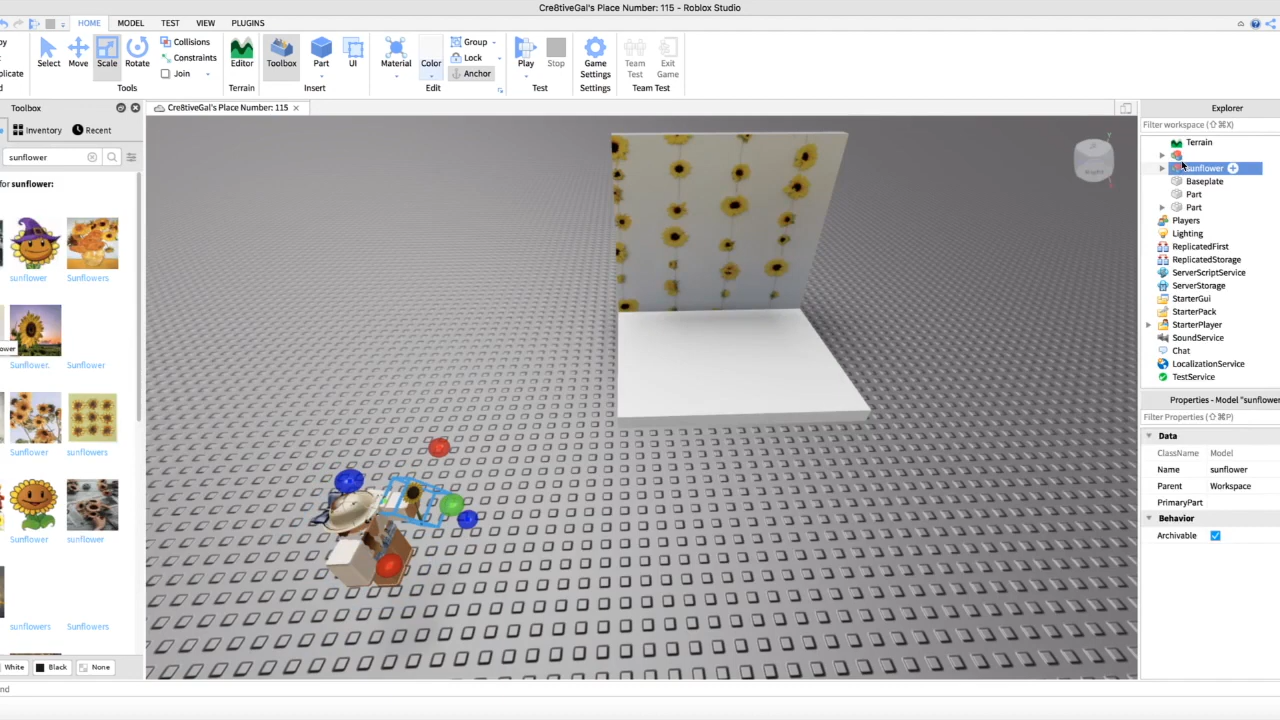 Cre8tiveGal's Place Number: 115 - Roblox Studio
HOME MODEL TEST VIEW PLUGINS
py
plicate
Select Move Scale Rotate
Collisions
Constraints
Join
Tools
Editor
Terrain
Toolbox Part UI
Insert
Material Color
Group
Lock
Anchor
Edit
Play Stop
Test
Game Settings
Settings
Team Test
Exit Game
Team Test
Toolbox
Inventory Recent
sunflower
for sunflower:
sunflower Sunflowers
ower
Sunflower. Sunflower
Sunflower sunflowers
Sunflower sunflower
sunflowers Sunflowers
White Black None
nd
Cre8tiveGal's Place Number: 115
Right
Explorer
Filter workspace (⇧⌘X)
Terrain
sunflower
Baseplate
Part
Part
Players
Lighting
ReplicatedFirst
ReplicatedStorage
ServerScriptService
ServerStorage
StarterGui
StarterPack
StarterPlayer
SoundService
Chat
LocalizationService
TestService
Properties - Model "sunflower
Filter Properties (⇧⌘P)
Data
ClassName Model
Name sunflower
Parent Workspace
PrimaryPart
Behavior
Archivable